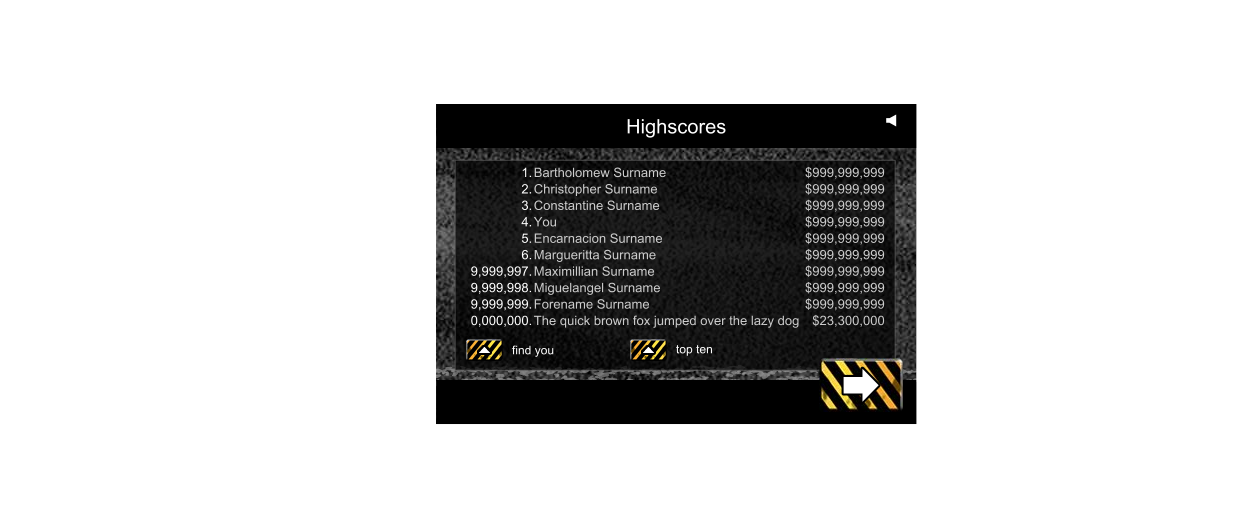 Highscores
1. Bartholomew Surname $999,999,999
2. Christopher Surname $999,999,999
3. Constantine Surname $999,999,999
4. You $999,999,999
5. Encarnacion Surname $999,999,999
6. Margueritta Surname $999,999,999
9,999,997. Maximillian Surname $999,999,999
9,999,998. Miguelangel Surname $999,999,999
9,999,999. Forename Surname $999,999,999
0,000,000. The quick brown fox jumped over the lazy dog $23,300,000
find you top ten